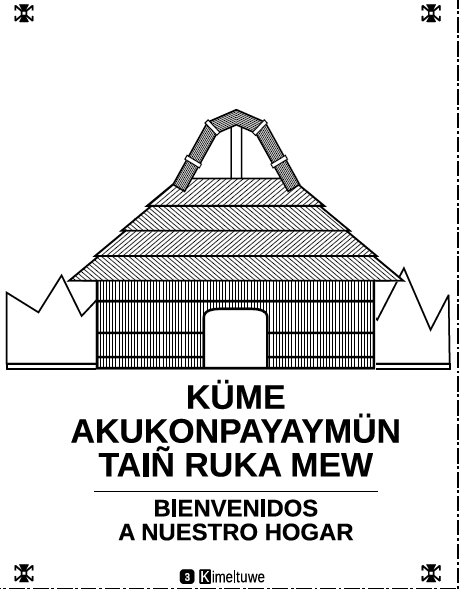 KÜME
AKUKONPAYAYMÜN
TAIÑ RUKA MEW
BIENVENIDOS
A NUESTRO HOGAR
3 Kimeltuwe